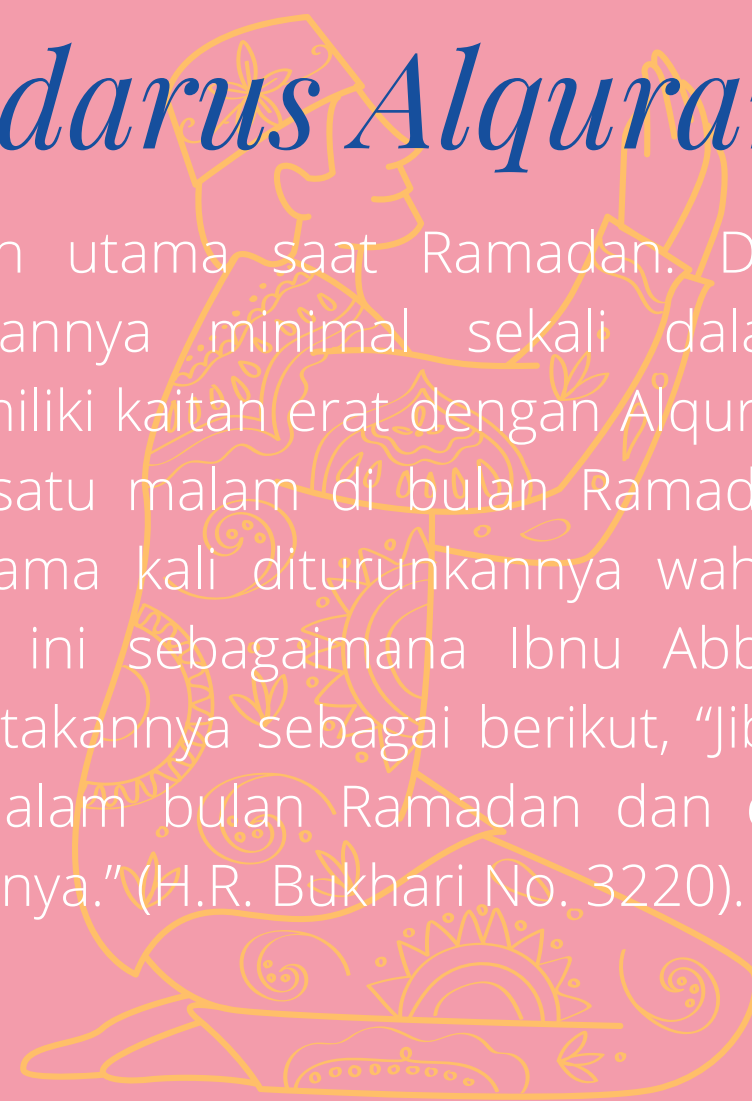 darus Alqura
n utama saat Ramadan. D
annya minimal sekali dala
niliki kaitan erat dengan Alqur
satu malam di bulan Ramad
ama kali diturunkannya wah
ini sebagaimana Ibnu Abb
takannya sebagai berikut, “Jib
alam bulan Ramadan dan
nya.” (H.R. Bukhari No. 3220).